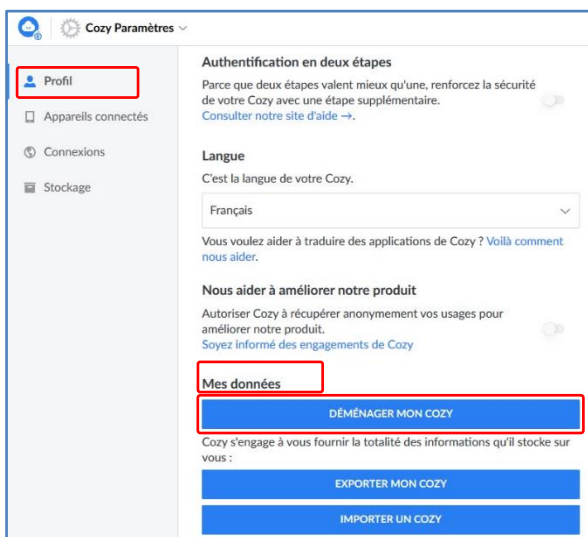 Cozy Paramètres
Profil
Appareils connectés
Connexions
Stockage
Authentification en deux étapes
Parce que deux étapes valent mieux qu'une, renforcez la sécurité
de votre Cozy avec une étape supplémentaire.
Consulter notre site d'aide →.
Langue
C'est la langue de votre Cozy.
Français
Vous voulez aider à traduire des applications de Cozy ? Voilà comment
nous aider.
Nous aider à améliorer notre produit
Autoriser Cozy à récupérer anonymement vos usages pour
améliorer notre produit.
Soyez informé des engagements de Cozy
Mes données
DÉMÉNAGER MON COZY
Cozy s'engage à vous fournir la totalité des informations qu'il stocke sur
vous :
EXPORTER MON COZY
IMPORTER UN COZY